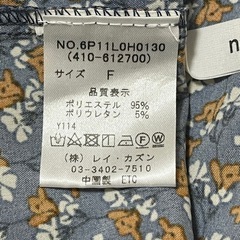 NO.6P11L0H0130
(410-612700)
サイズ F
品質表示
ポリエステル 95%
ポリウレタン 5%
Y114
(株) レイ・カズン
03-3402-7510
中国製 ETC
n